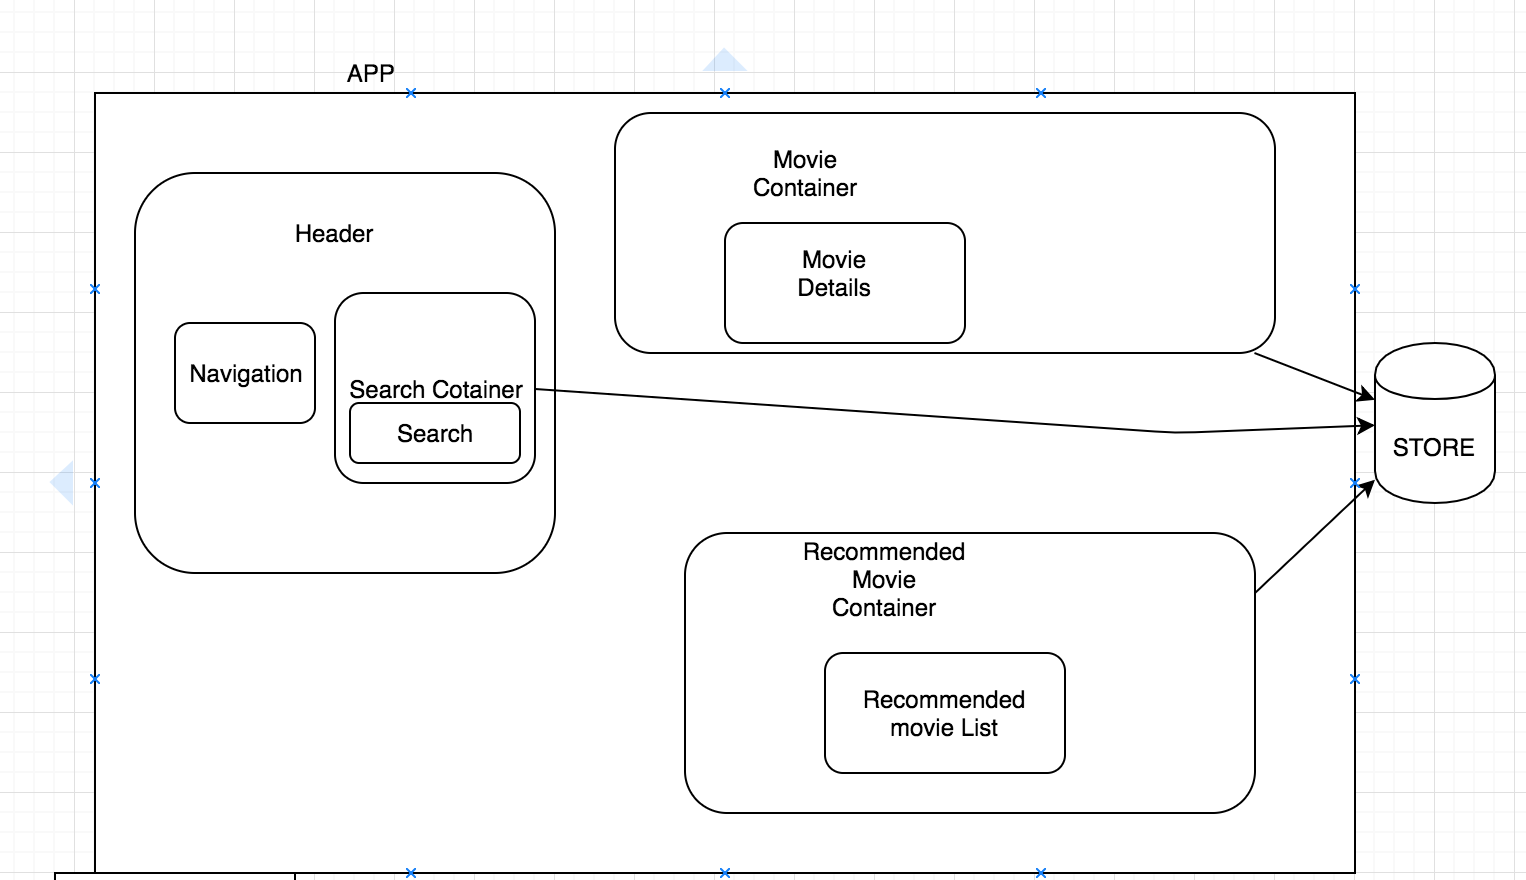 APP
Header
Navigation
Search Cotainer
Search
Movie
Container
Movie
Details
STORE
Recommended
Movie
Container
Recommended
movie List